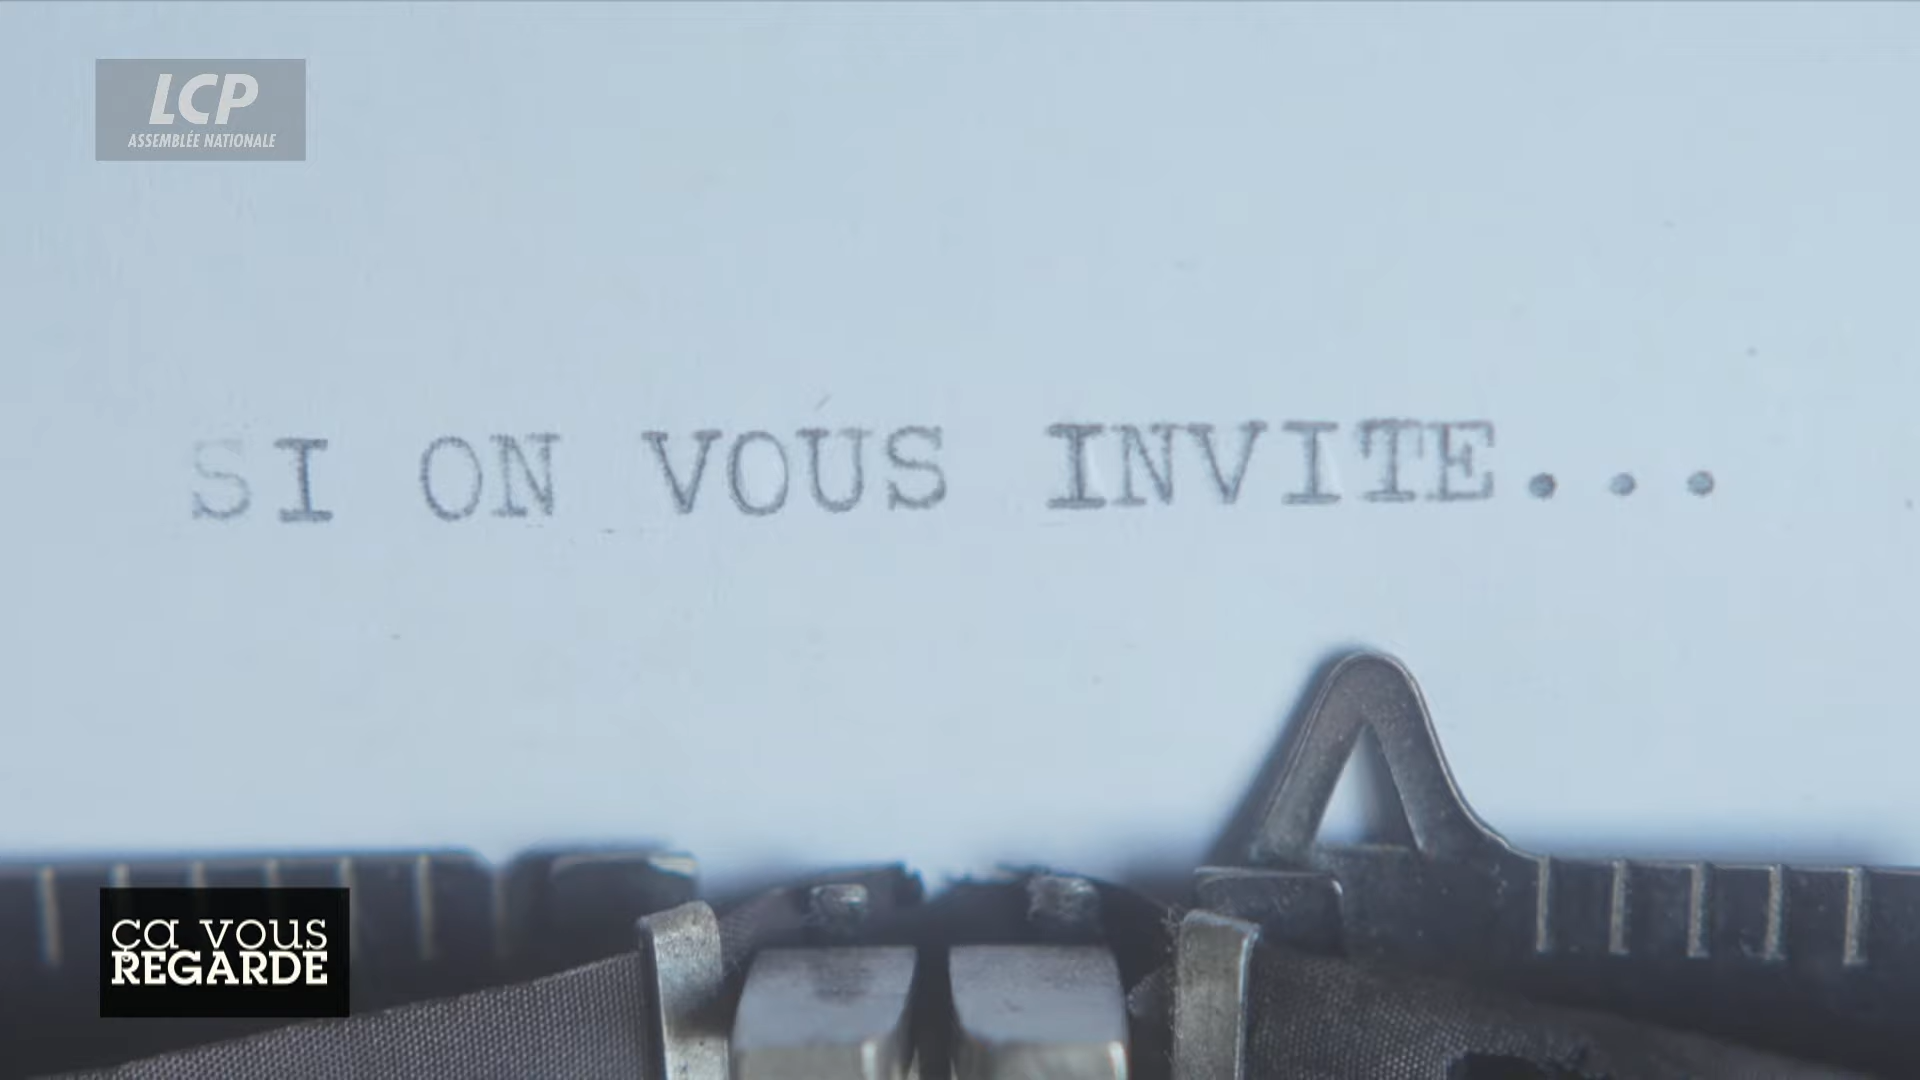 LCP
ASSEMBLÉE NATIONALE
SI ON VOUS INVITE...
ça vous
REGARDE